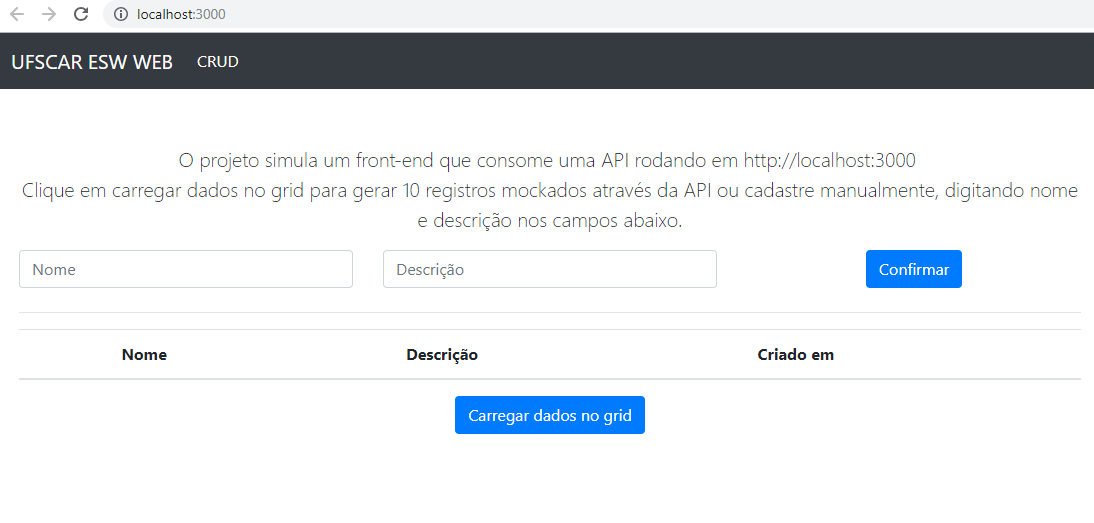 localhost:3000
UFSCAR ESW WEB CRUD
O projeto simula um front-end que consome uma API rodando em http://localhost:3000
Clique em carregar dados no grid para gerar 10 registros mockados através da API ou cadastre manualmente, digitando nome
e descrição nos campos abaixo.
Nome Descrição Confirmar
Nome Descrição Criado em
Carregar dados no grid